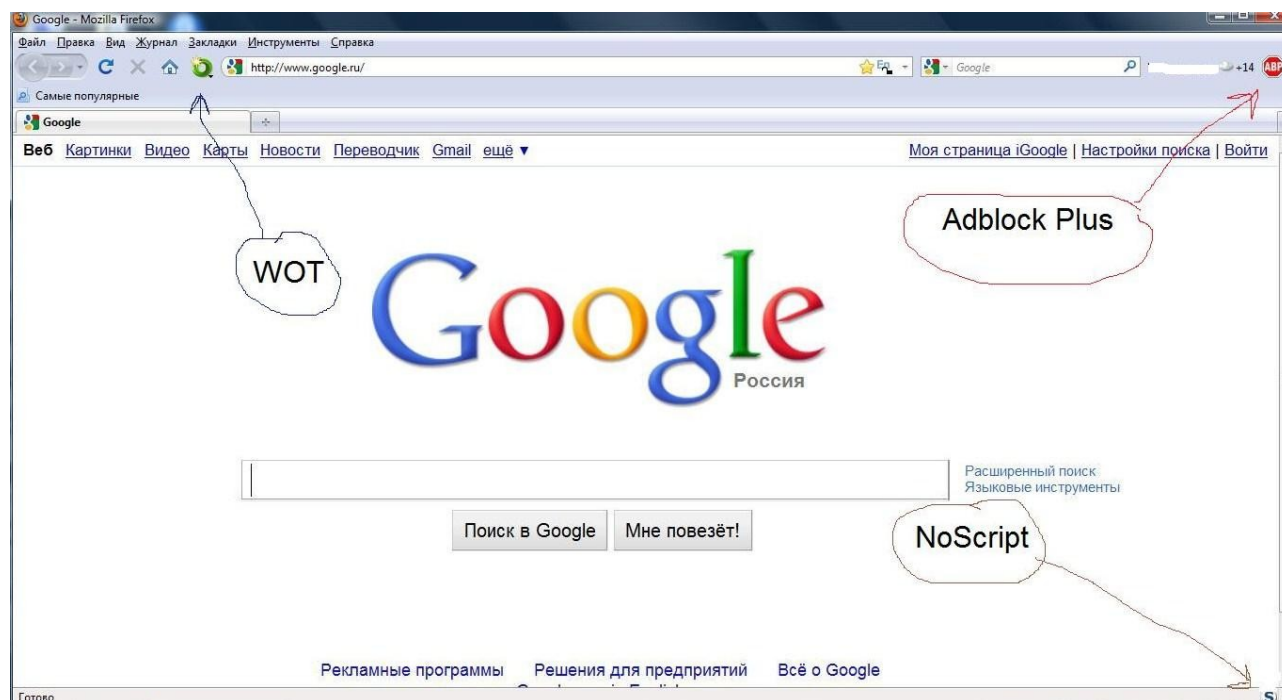 Google - Mozilla Firefox
Файл Правка Вид Журнал Закладки Инструменты Справка
http://www.google.ru/ Google +14 ABP
Самые популярные
Google
Веб Картинки Видео Карты Новости Переводчик Gmail ещё ▼ Моя страница iGoogle | Настройки поиска | Войти
Adblock Plus
WOT
Google
Россия
Расширенный поиск
Языковые инструменты
Поиск в Google Мне повезёт!
NoScript
Рекламные программы Решения для предприятий Всё о Google
Готово S